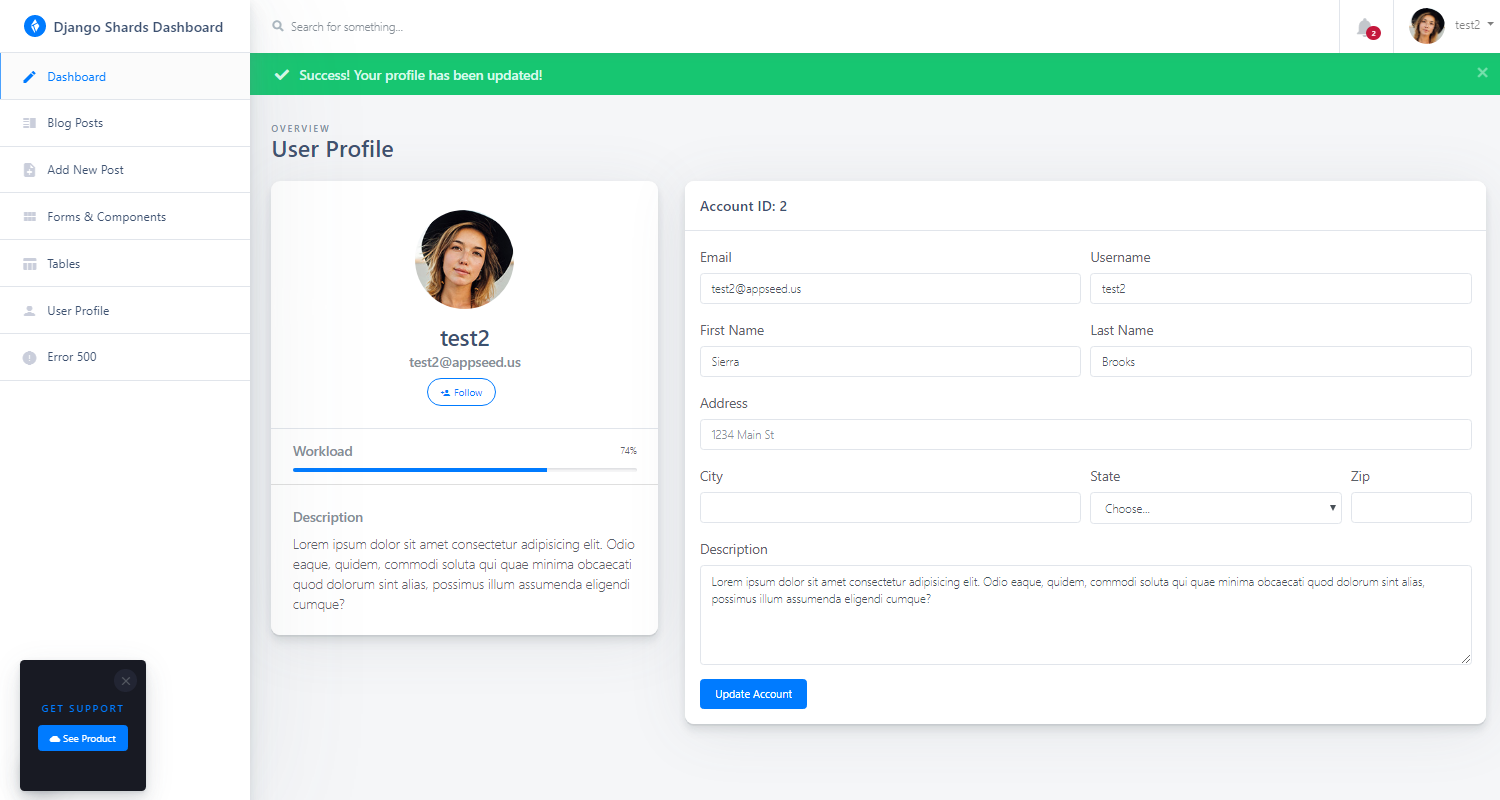 Django Shards Dashboard
Search for something...
2
test2
Dashboard
Blog Posts
Add New Post
Forms & Components
Tables
User Profile
Error 500
Success! Your profile has been updated!
OVERVIEW
User Profile
test2
test2@appseed.us
Follow
Workload
74%
Description
Lorem ipsum dolor sit amet consectetur adipisicing elit. Odio
eaque, quidem, commodi soluta qui quae minima obcaecati
quod dolorum sint alias, possimus illum assumenda eligendi
cumque?
Account ID: 2
Email
Username
test2@appseed.us
test2
First Name
Last Name
Sierra
Brooks
Address
1234 Main St
City
State
Zip
Choose...
Description
Lorem ipsum dolor sit amet consectetur adipisicing elit. Odio eaque, quidem, commodi soluta qui quae minima obcaecati quod dolorum sint alias,
possimus illum assumenda eligendi cumque?
Update Account
GET SUPPORT
See Product